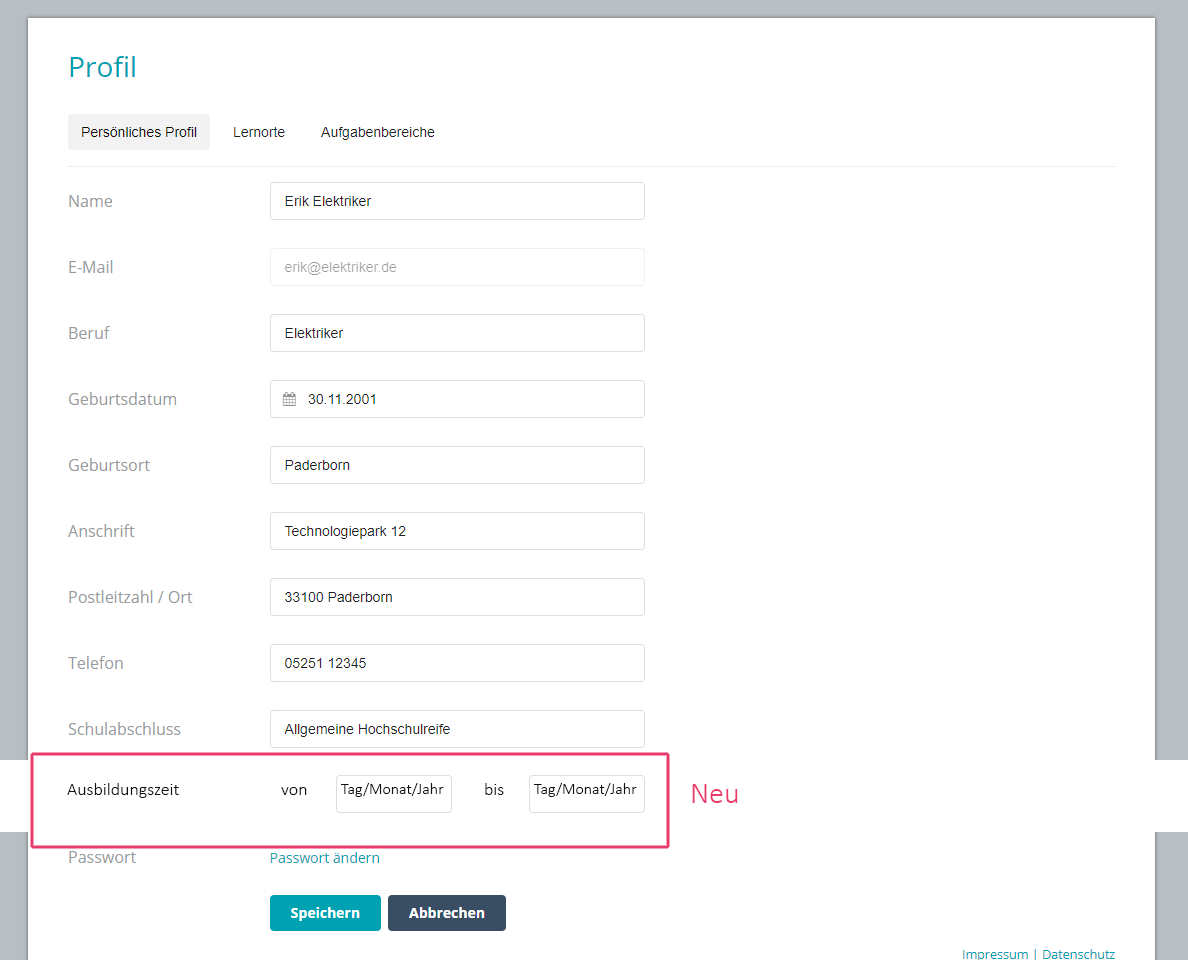 Profil
Persönliches Profil Lernorte Aufgabenbereiche
Name Erik Elektriker
E-Mail erik@elektriker.de
Beruf Elektriker
Geburtsdatum 30.11.2001
Geburtsort Paderborn
Anschrift Technologiepark 12
Postleitzahl / Ort 33100 Paderborn
Telefon 05251 12345
Schulabschluss Allgemeine Hochschulreife
Ausbildungszeit von Tag/Monat/Jahr bis Tag/Monat/Jahr Neu
Passwort Passwort ändern
Speichern Abbrechen
Impressum | Datenschutz